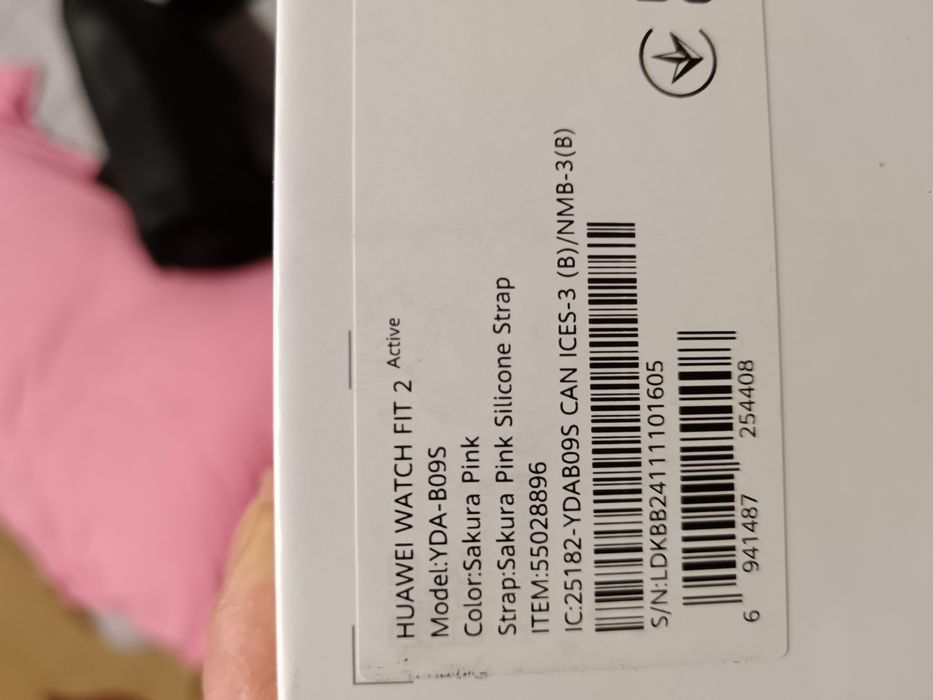 HUAWEI WATCH FIT 2 Active
Model:YDA-B09S
Color:Sakura Pink
Strap:Sakura Pink Silicone Strap
ITEM:55028896
IC:25182-YDAB09S CAN ICES-3 (B)/NMB-3(B)
S/N:LDKBB24111101605
6 941487 254408